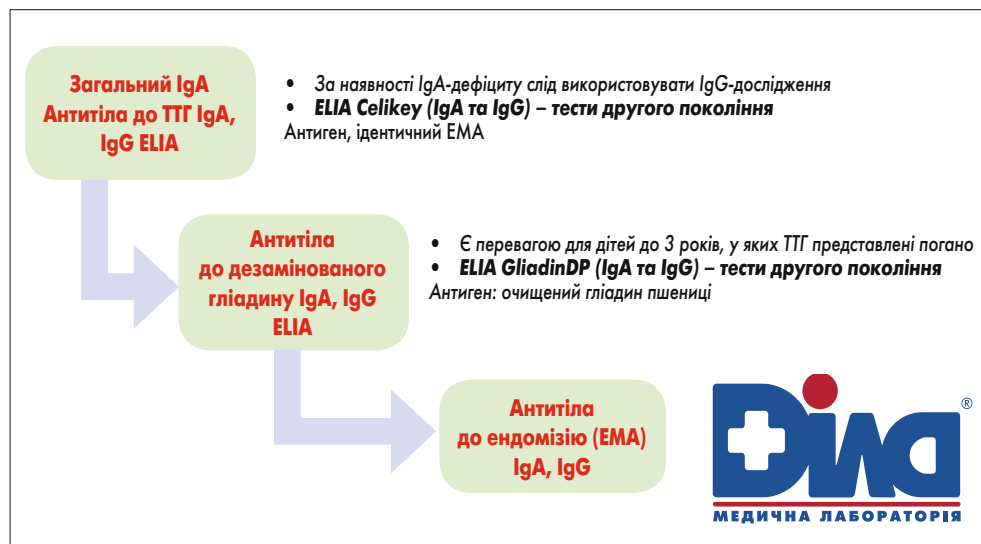 Загальний IgA
Антитіла до ТТГ IgA,
IgG ELIA
• За наявності IgA-дефіциту слід використовувати IgG-дослідження
• ELIA Celikey (IgA та IgG) – тести другого покоління
Антиген, ідентичний ЕМА
Антитіла
до дезамінованого
гліадину IgA, IgG
ELIA
• Є перевагою для дітей до 3 років, у яких ТТГ представлені погано
• ELIA GliadinDP (IgA та IgG) – тести другого покоління
Антиген: очищений гліадин пшениці
Антитіла
до ендомізію (ЕМА)
IgA, IgG
Діла®
МЕДИЧНА ЛАБОРАТОРІЯ